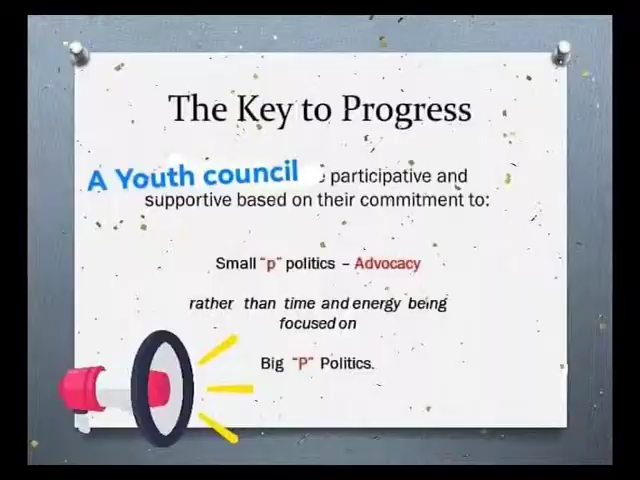 The Key to Progress
A Youth council participative and
supportive based on their commitment to:
Small "p" politics – Advocacy
rather than time and energy being
focused on
Big "P" Politics.